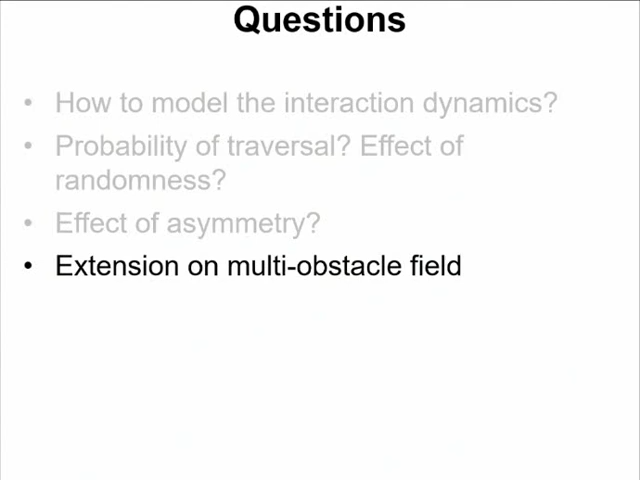 Questions
• How to model the interaction dynamics?
• Probability of traversal? Effect of
randomness?
• Effect of asymmetry?
• Extension on multi-obstacle field